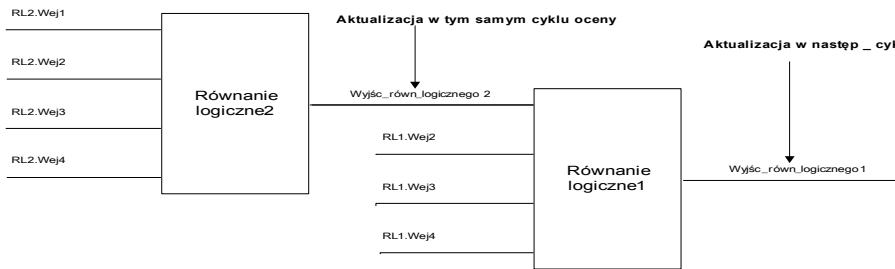 RL2.Wej1
Aktualizacja w tym samym cyklu oceny
Aktualizacja w następ _ cyk
RL2.Wej2
Równanie
logiczne2
Wyjśc_równ_logicznego 2
RL2.Wej3
RL1.Wej2
RL2.Wej4
Równanie
logiczne1
Wyjśc_równ_logicznego1
RL1.Wej3
RL1.Wej4